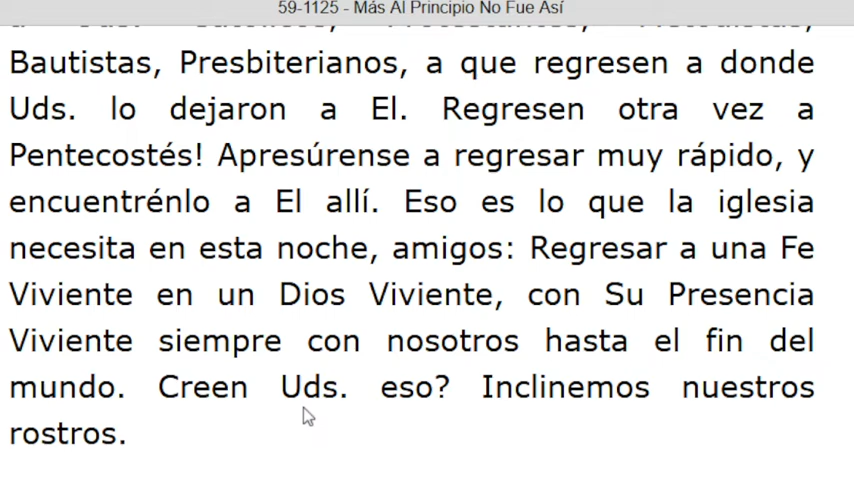 59-1125 - Más Al Principio No Fue Así
Bautistas, Presbiterianos, a que regresen a donde
Uds. lo dejaron a El. Regresen otra vez a
Pentecostés! Apresúrense a regresar muy rápido, y
encuentrénlo a El allí. Eso es lo que la iglesia
necesita en esta noche, amigos: Regresar a una Fe
Viviente en un Dios Viviente, con Su Presencia
Viviente siempre con nosotros hasta el fin del
mundo. Creen Uds. eso? Inclinemos nuestros
rostros.